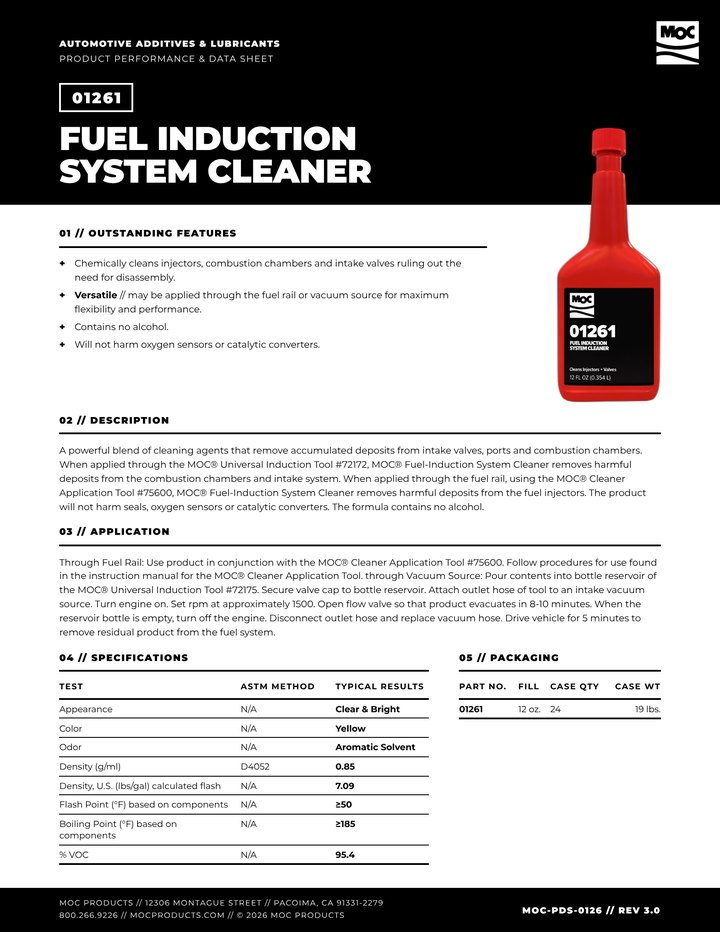 AUTOMOTIVE ADDITIVES & LUBRICANTS
PRODUCT PERFORMANCE & DATA SHEET
MOC
01261
FUEL INDUCTION
SYSTEM CLEANER
01 // OUTSTANDING FEATURES
+ Chemically cleans injectors, combustion chambers and intake valves ruling out the
need for disassembly.
+ Versatile // may be applied through the fuel rail or vacuum source for maximum
flexibility and performance.
+ Contains no alcohol.
+ Will not harm oxygen sensors or catalytic converters.
MOC
01261
FUEL INDUCTION
SYSTEM CLEANER
Cleans Injectors + Valves
12 FL OZ (0.354 L)
02 // DESCRIPTION
A powerful blend of cleaning agents that remove accumulated deposits from intake valves, ports and combustion chambers.
When applied through the MOC® Universal Induction Tool #72172, MOC® Fuel-Induction System Cleaner removes harmful
deposits from the combustion chambers and intake system. When applied through the fuel rail, using the MOC® Cleaner
Application Tool #75600, MOC® Fuel-Induction System Cleaner removes harmful deposits from the fuel injectors. The product
will not harm seals, oxygen sensors or catalytic converters. The formula contains no alcohol.
03 // APPLICATION
Through Fuel Rail: Use product in conjunction with the MOC® Cleaner Application Tool #75600. Follow procedures for use found
in the instruction manual for the MOC® Cleaner Application Tool. through Vacuum Source: Pour contents into bottle reservoir of
the MOC® Universal Induction Tool #72175. Secure valve cap to bottle reservoir. Attach outlet hose of tool to an intake vacuum
source. Turn engine on. Set rpm at approximately 1500. Open flow valve so that product evacuates in 8-10 minutes. When the
reservoir bottle is empty, turn off the engine. Disconnect outlet hose and replace vacuum hose. Drive vehicle for 5 minutes to
remove residual product from the fuel system.
04 // SPECIFICATIONS
TEST ASTM METHOD TYPICAL RESULTS
Appearance N/A Clear & Bright
Color N/A Yellow
Odor N/A Aromatic Solvent
Density (g/ml) D4052 0.85
Density, U.S. (lbs/gal) calculated flash N/A 7.09
Flash Point (°F) based on components N/A ≥50
Boiling Point (°F) based on N/A ≥185
components
% VOC N/A 95.4
05 // PACKAGING
PART NO. FILL CASE QTY CASE WT
01261 12 oz. 24 19 lbs.
MOC PRODUCTS // 12306 MONTAGUE STREET // PACOIMA, CA 91331-2279
800.266.9226 // MOCPRODUCTS.COM // © 2026 MOC PRODUCTS
MOC-PDS-0126 // REV 3.0